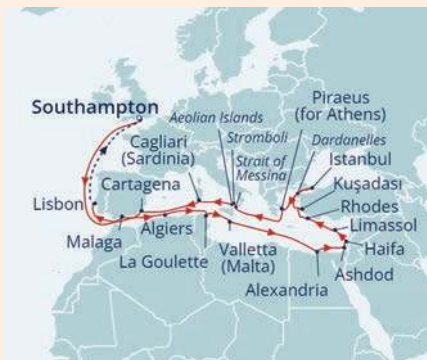 Southampton
Aeolian Islands
Stromboli
Strait of
Messina
Piraeus
(for Athens)
Dardanelles
Istanbul
Kuşadası
Rhodes
Limassol
Haifa
Ashdod
Cagliari
(Sardinia)
Cartagena
Lisbon
Malaga
Algiers
La Goulette
Valletta
(Malta)
Alexandria